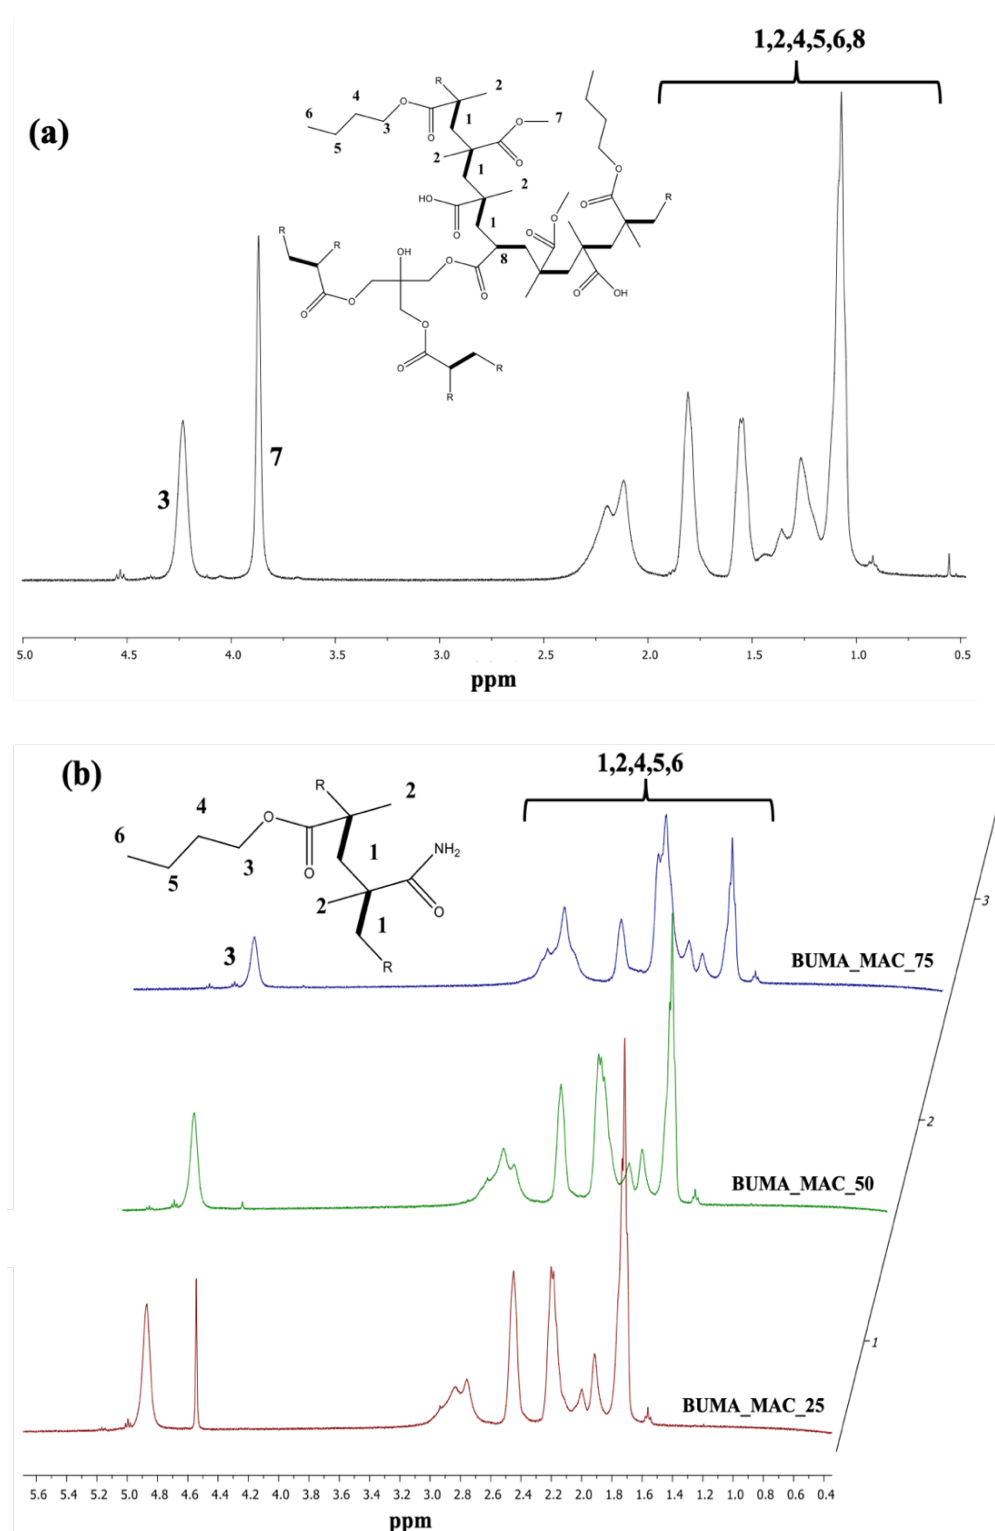 (a)
1,2,4,5,6,8
R
2
4
6
O
3
5
O
1
O
7
2
O
1
2
HO
O
1
O
O
R
O
O
8
O
O
O
OH
R
R
OH
O
O
O
O
O
O
R
R
3
7
5.0 4.5 4.0 3.5 3.0 2.5 2.0 1.5 1.0 0.5
ppm
(b)
1,2,4,5,6
R
2
4
O
6
3
5
O
1
NH2
2
O
1
R
3
3
BUMA_MAC_75
2
BUMA_MAC_50
1
BUMA_MAC_25
5.6 5.4 5.2 5.0 4.8 4.6 4.4 4.2 4.0 3.8 3.6 3.4 3.2 3.0 2.8 2.6 2.4 2.2 2.0 1.8 1.6 1.4 1.2 1.0 0.8 0.6 0.4
ppm